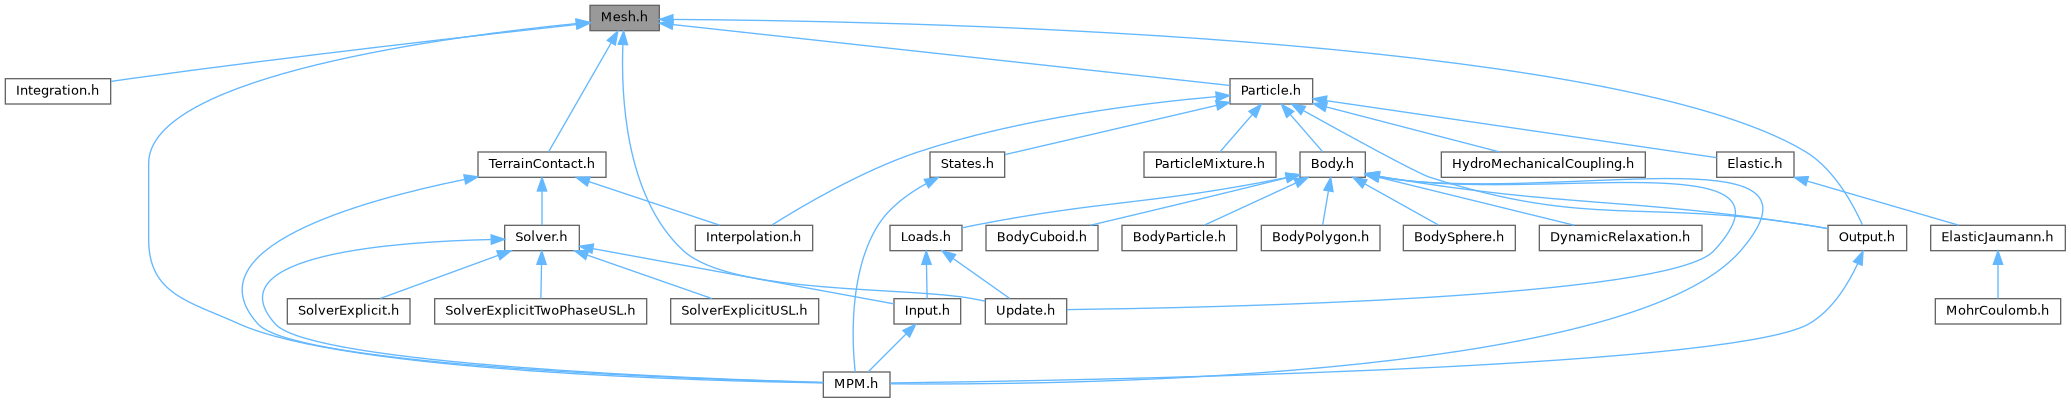 Mesh.h
Integration.h
Particle.h
TerrainContact.h
States.h
ParticleMixture.h
Body.h
HydroMechanicalCoupling.h
Elastic.h
Solver.h
Interpolation.h
Loads.h
BodyCuboid.h
BodyParticle.h
BodyPolygon.h
BodySphere.h
DynamicRelaxation.h
Output.h
ElasticJaumann.h
SolverExplicit.h
SolverExplicitTwoPhaseUSL.h
SolverExplicitUSL.h
Input.h
Update.h
MohrCoulomb.h
MPM.h